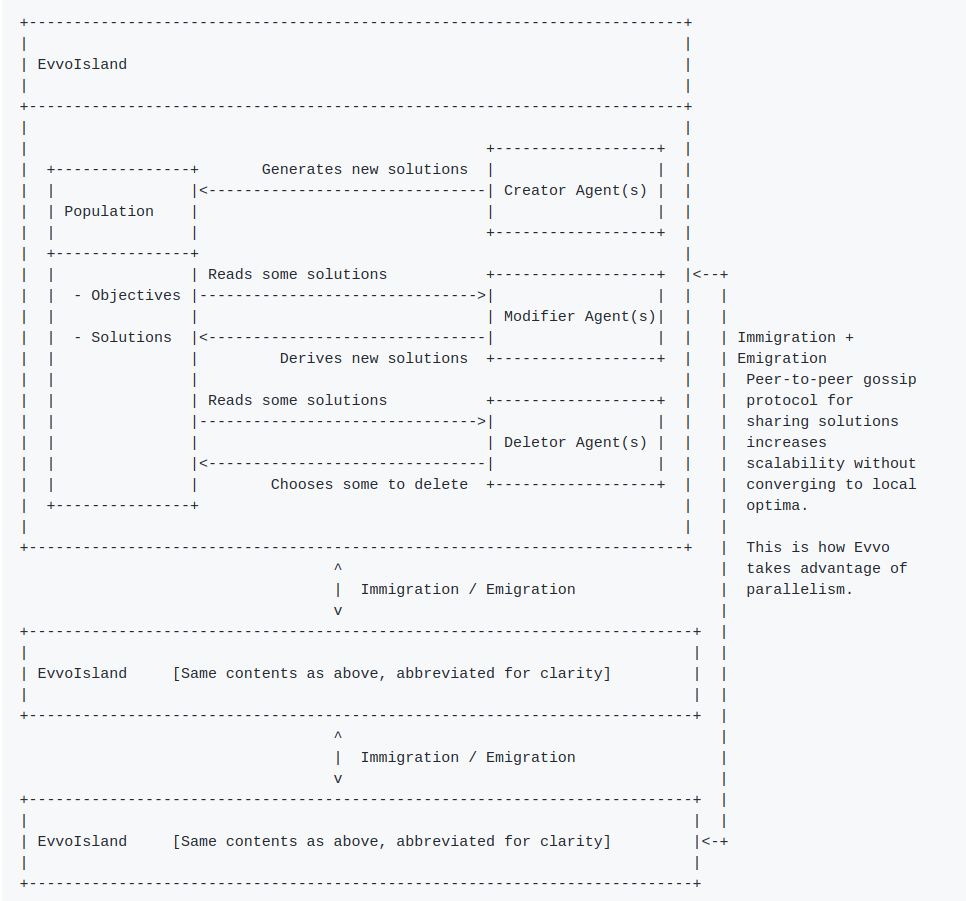 EvvoIsland
Generates new solutions
Creator Agent(s)
Population
Reads some solutions
- Objectives
Modifier Agent(s)
- Solutions
Derives new solutions
Reads some solutions
Deletor Agent(s)
Chooses some to delete
Immigration +
Emigration
Peer-to-peer gossip
protocol for
sharing solutions
increases
scalability without
converging to local
optima.
This is how Evvo
takes advantage of
parallelism.
Immigration / Emigration
EvvoIsland [Same contents as above, abbreviated for clarity]
Immigration / Emigration
EvvoIsland [Same contents as above, abbreviated for clarity]